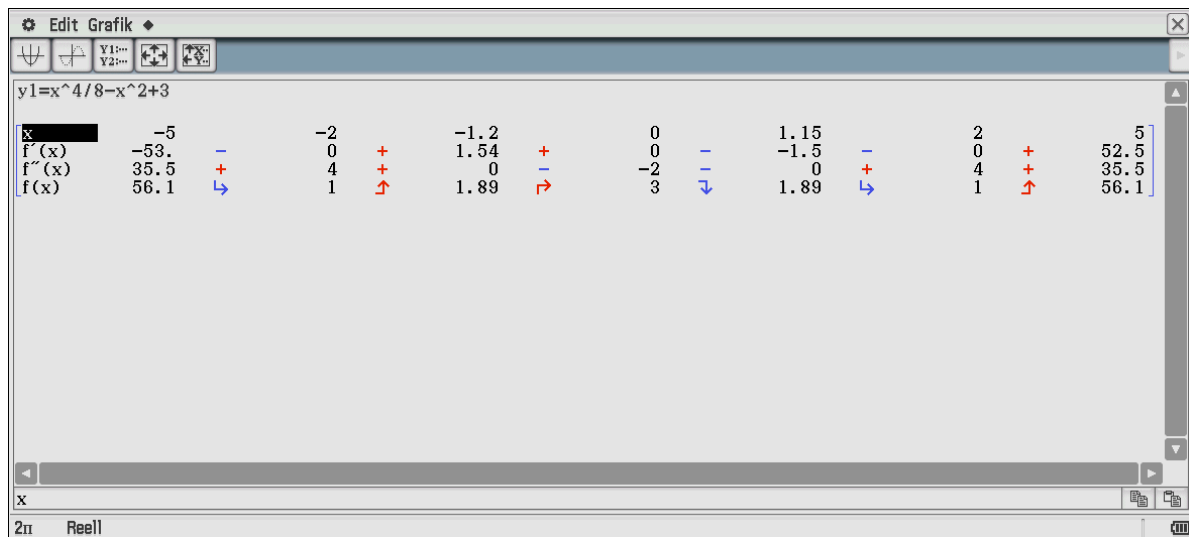 Edit Grafik
Y1:...
Y2:...
y1=x^4/8-x^2+3
x -5 -2 -1.2 0 1.15 2 5
f′(x) -53. - 0 + 1.54 + 0 - -1.5 - 0 + 52.5
f″(x) 35.5 + 4 + 0 - -2 - 0 + 4 + 35.5
f(x) 56.1 1 1.89 3 1.89 1 56.1
x
2π Reell